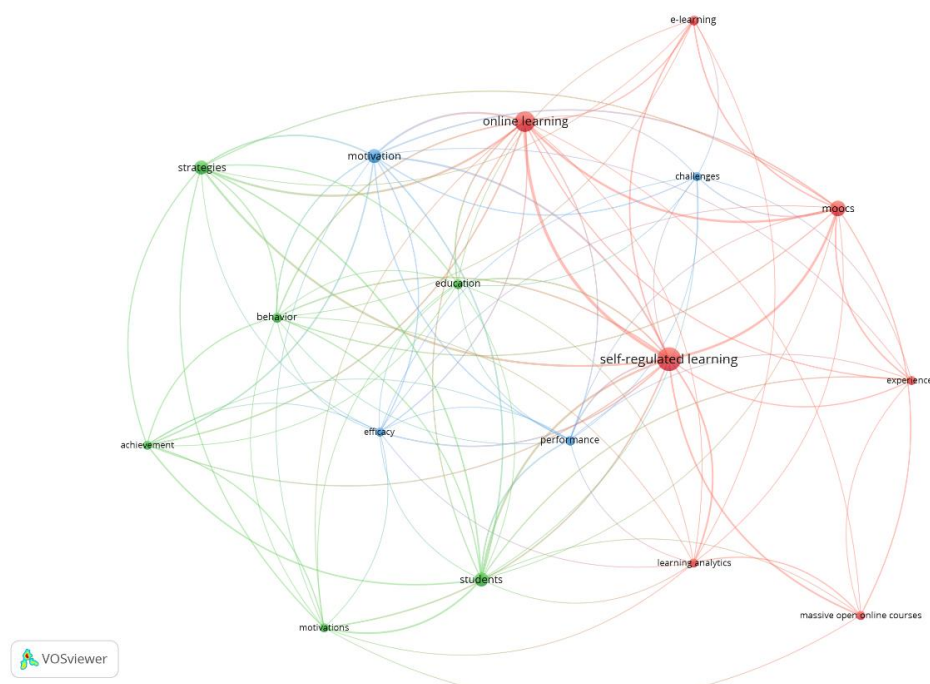 e-learning
online learning
motivation
strategies
challenges
moocs
education
behavior
self-regulated learning
experience
efficacy
performance
achievement
learning analytics
students
massive open online courses
motivations
VOSviewer